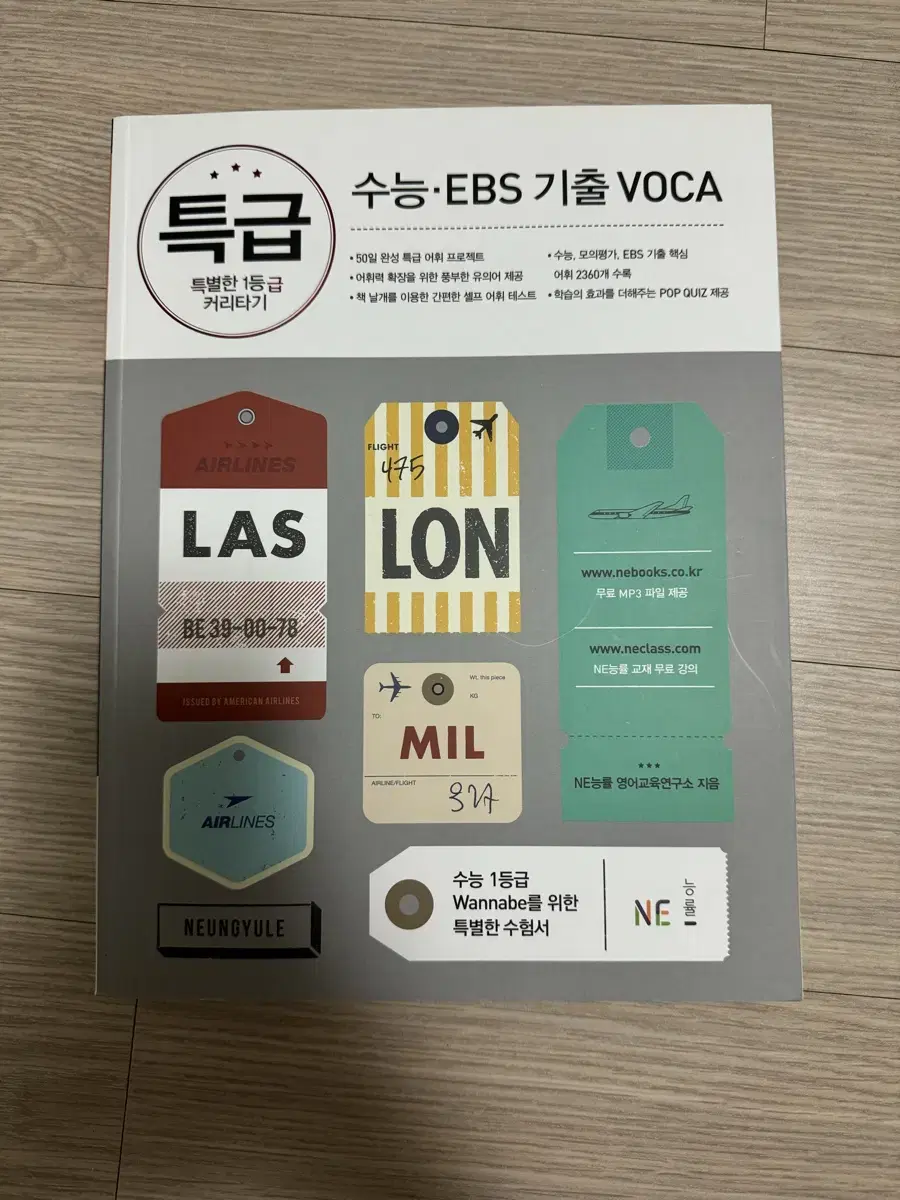 특급
특별한 1등급
커리타기
수능·EBS 기출 VOCA
• 50일 완성 특급 어휘 프로젝트
• 어휘력 확장을 위한 풍부한 유의어 제공
• 책 날개를 이용한 간편한 셀프 어휘 테스트
• 수능, 모의평가, EBS 기출 핵심
어휘 2360개 수록
• 학습의 효과를 더해주는 POP QUIZ 제공
AIRLINES
LAS
BE 39-00-78
ISSUED BY AMERICAN AIRLINES
FLIGHT
475
LON
www.nebooks.co.kr
무료 MP3 파일 제공
www.neclass.com
NE능률 교재 무료 강의
NE능률 영어교육연구소 지음
Wt. this piece
KG
TO:
MIL
AIRLINE/FLIGHT
AIRLINES
NEUNGYULE
수능 1등급
Wannabe를 위한
특별한 수험서
NE 능률